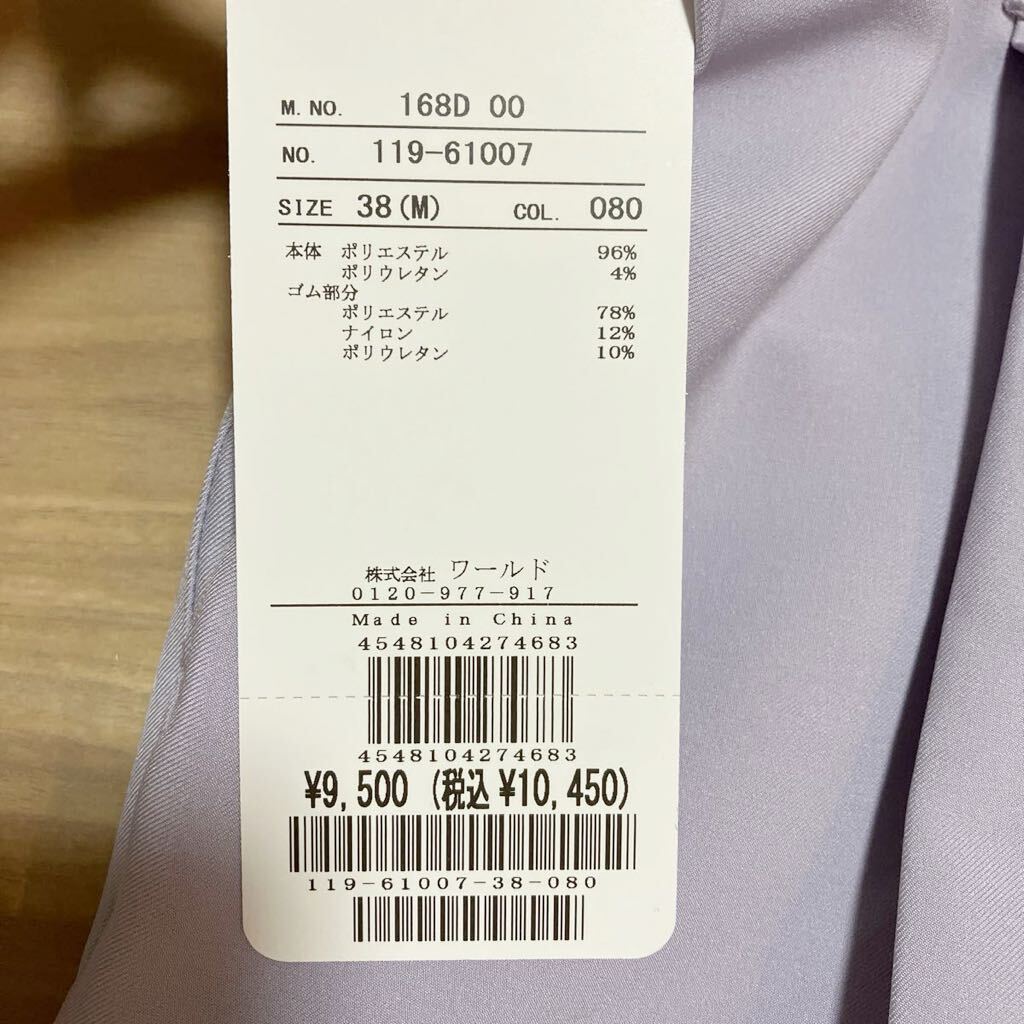 M. NO. 168D 00
NO. 119-61007
SIZE 38(M) COL. 080
本体 ポリエステル 96%
ポリウレタン 4%
ゴム部分
ポリエステル 78%
ナイロン 12%
ポリウレタン 10%
株式会社 ワールド
0120-977-917
Made in China
4548104274683
4548104274683
¥9,500 (税込 ¥10,450)
119-61007-38-080